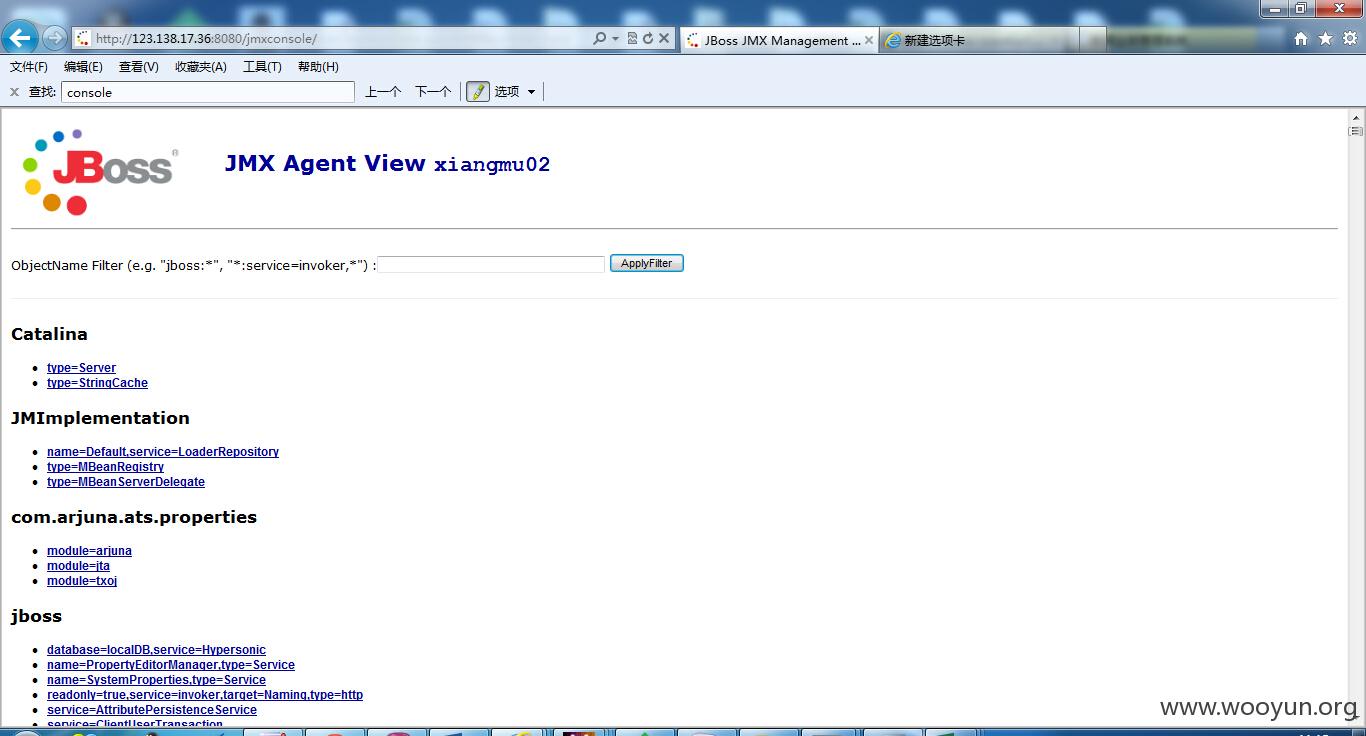 http://123.138.17.36:8080/jmxconsole/
JBoss JMX Management ...
新建选项卡
文件(F) 编辑(E) 查看(V) 收藏夹(A) 工具(T) 帮助(H)
查找: console 上一个 下一个 选项
JBoss®
JMX Agent View xiangmu02
ObjectName Filter (e.g. "jboss:*", "*:service=invoker,*") : ApplyFilter
Catalina
type=Server
type=StringCache
JMImplementation
name=Default,service=LoaderRepository
type=MBeanRegistry
type=MBeanServerDelegate
com.arjuna.ats.properties
module=arjuna
module=jta
module=txoj
jboss
database=localDB,service=Hypersonic
name=PropertyEditorManager,type=Service
name=SystemProperties,type=Service
readonly=true,service=invoker,target=Naming,type=http
service=AttributePersistenceService
service=ClientUserTransaction
www.wooyun.org